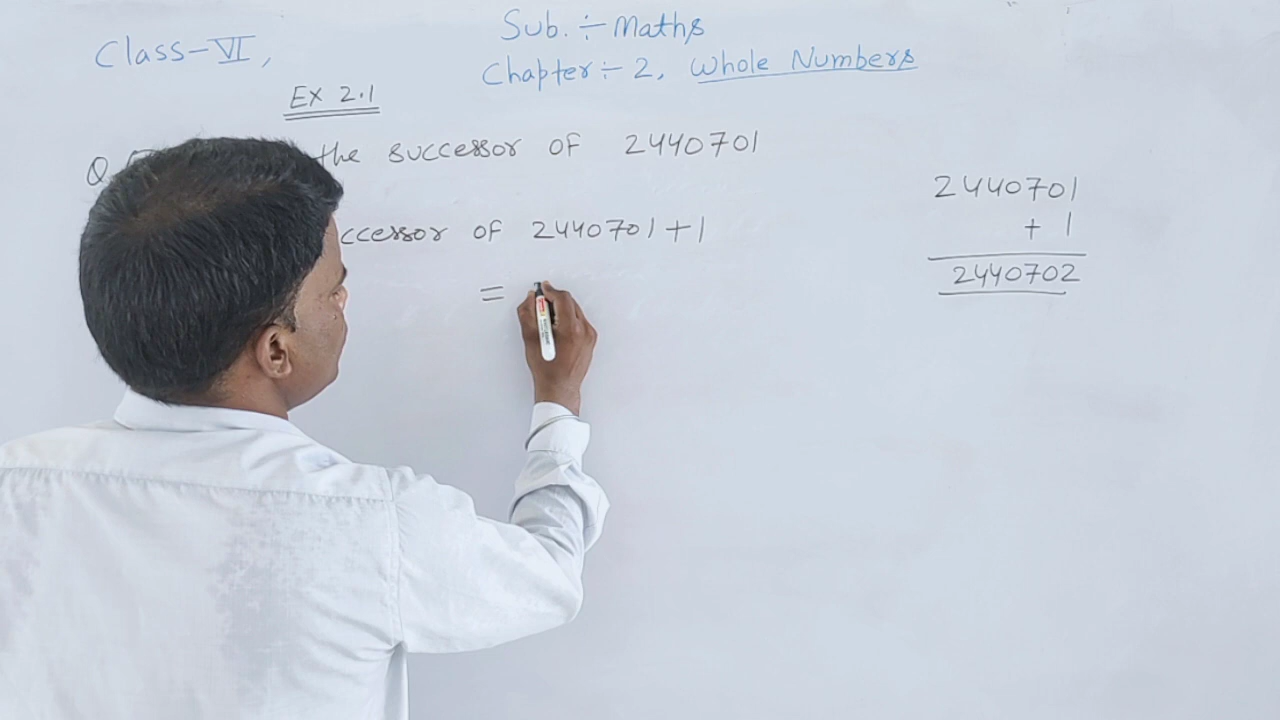 Class-VI,
Sub. :- Maths
Chapter :- 2, Whole Numbers
Ex 2.1
Q the successor of 2440701
ccessor of 2440701+1
=
2440701
+ 1
2440702